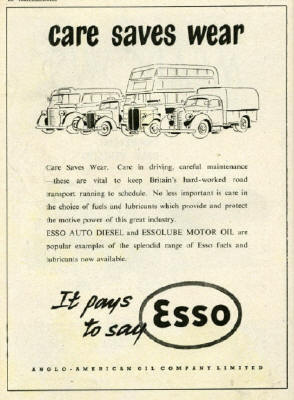 care saves wear
Care Saves Wear. Care in driving, careful maintenance
—these are vital to keep Britain's hard-worked road
transport running to schedule. No less important is care in
the choice of fuels and lubricants which provide and protect
the motive power of this great industry.
ESSO AUTO DIESEL and ESSOLUBE MOTOR OIL are
popular examples of the splendid range of Esso fuels and
lubricants now available.
It pays
to say
Esso
ANGLO-AMERICAN OIL COMPANY LIMITED